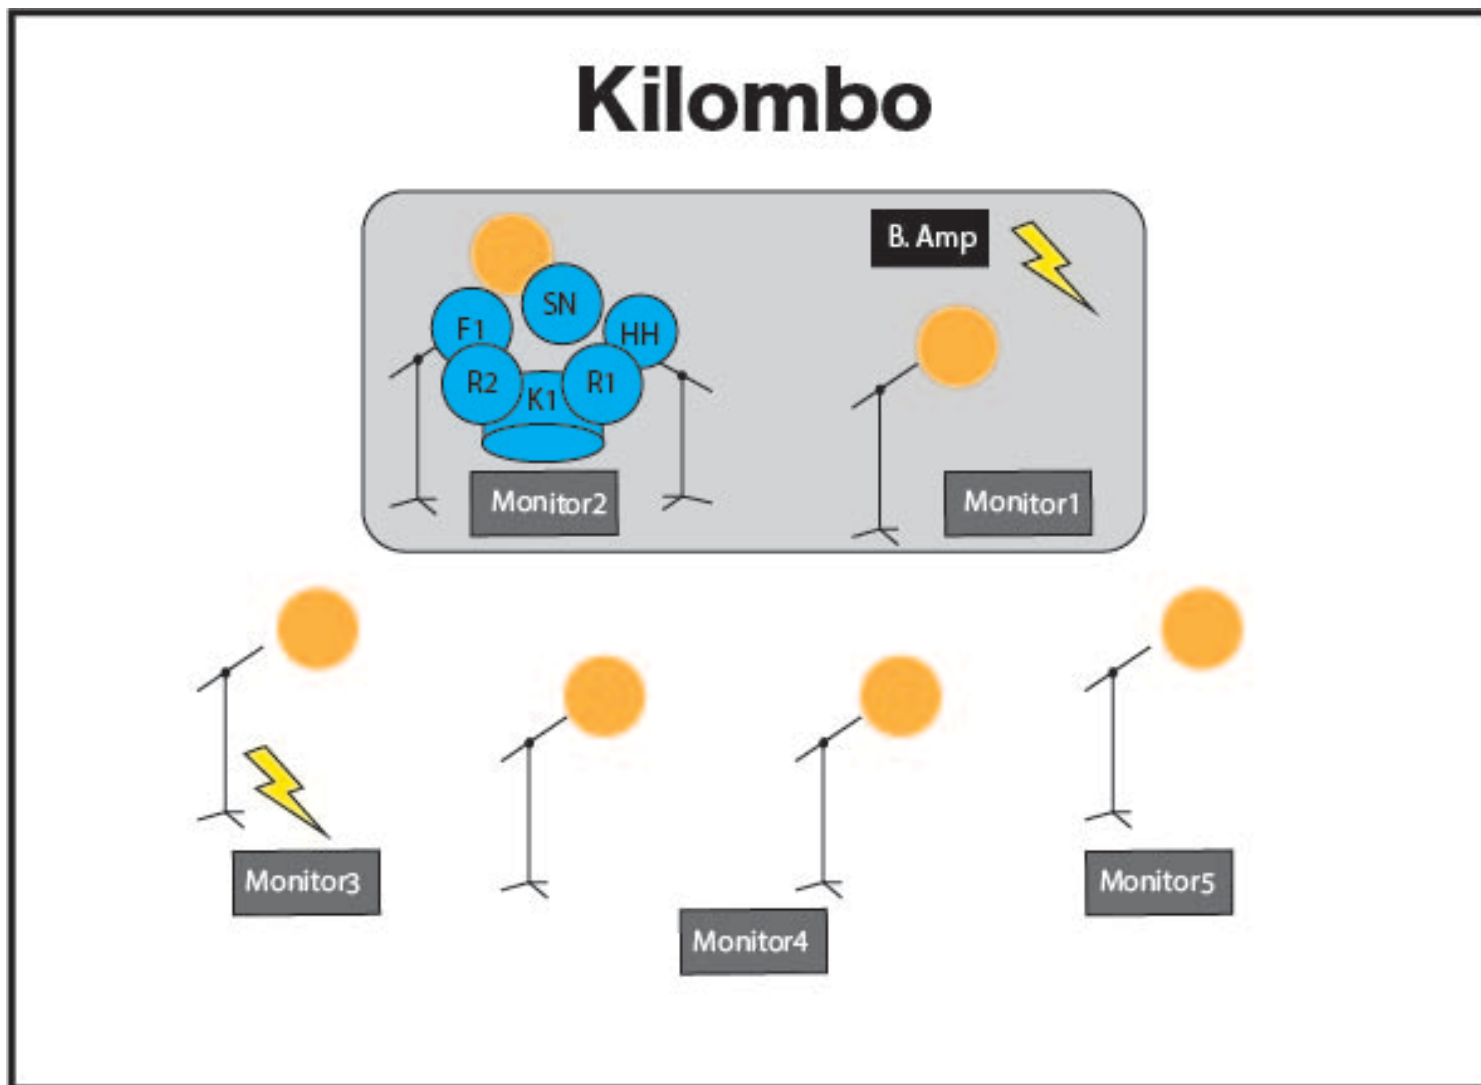 Kilombo
B. Amp
SN
F1
HH
R2
K1
R1
Monitor2
Monitor1
Monitor3
Monitor5
Monitor4